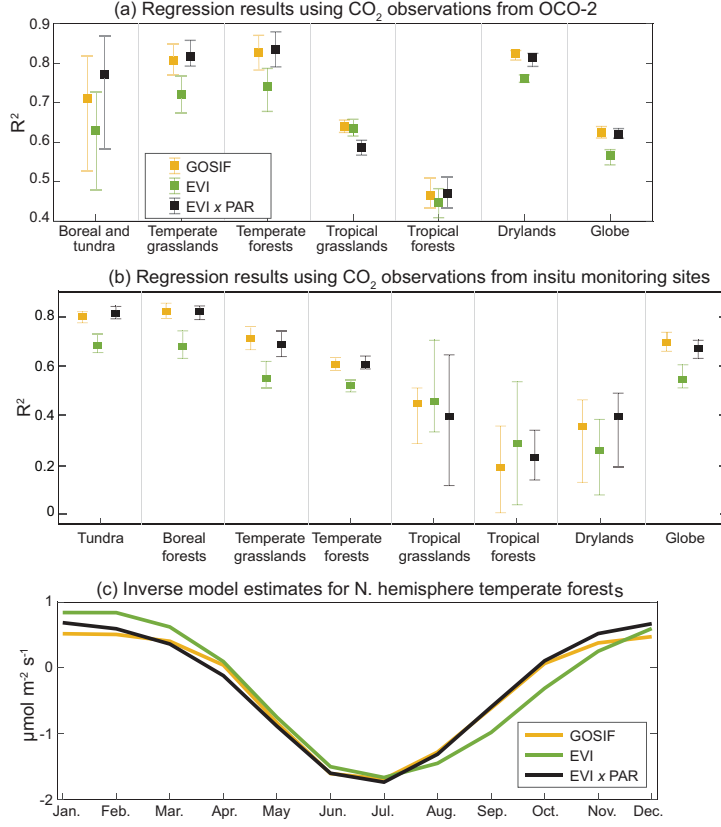 (a) Regression results using CO2 observations from OCO-2
0.9
0.8
0.7
0.6
0.5
0.4
R²
GOSIF
EVI
EVI x PAR
Boreal and tundra
Temperate grasslands
Temperate forests
Tropical grasslands
Tropical forests
Drylands
Globe
(b) Regression results using CO2 observations from insitu monitoring sites
0.8
0.6
0.4
0.2
0
R²
Tundra
Boreal forests
Temperate grasslands
Temperate forests
Tropical grasslands
Tropical forests
Drylands
Globe
(c) Inverse model estimates for N. hemisphere temperate forests
1
0
-1
-2
μmol m⁻² s⁻¹
GOSIF
EVI
EVI x PAR
Jan. Feb. Mar. Apr. May Jun. Jul. Aug. Sep. Oct. Nov. Dec.